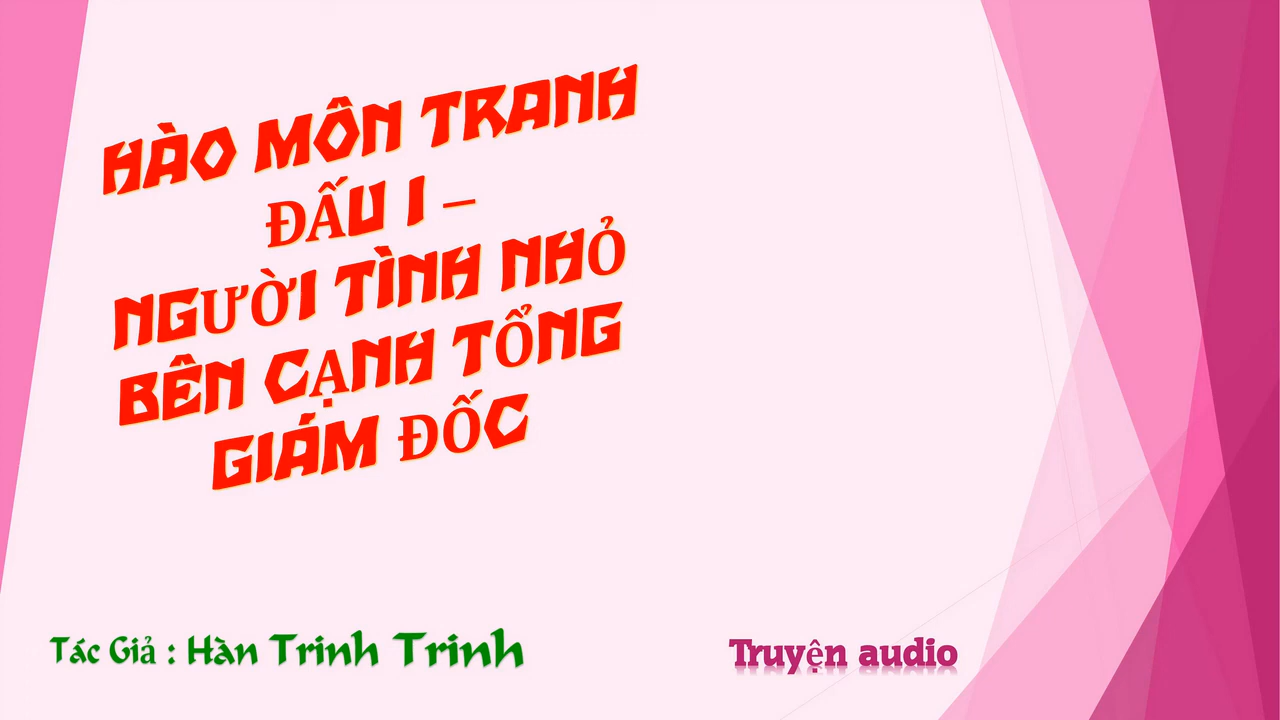 HÀO MÔN TRANH
ĐẤU I –
NGƯỜI TÌNH NHỎ
BÊN CẠNH TỔNG
GIÁM ĐỐC
Tác Giả : Hàn Trinh Trinh
Truyện audio